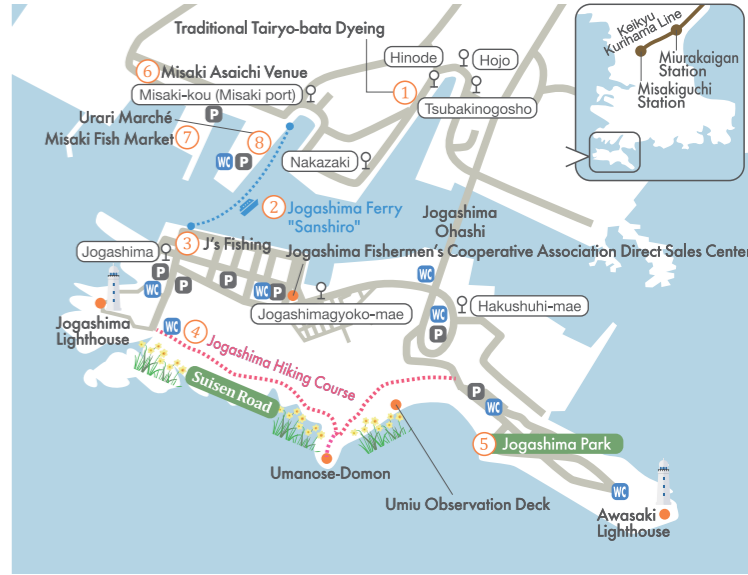 Traditional Tairyo-bata Dyeing
Keikyu
Kurihama Line
Miurakaigan
Station
Misakiguchi
Station
Hinode
Hojo
1
Tsubakinogosho
6 Misaki Asaichi Venue
Misaki-kou (Misaki port)
P
Urari Marché
Misaki Fish Market 7
8
WC P
Nakazaki
2 Jogashima Ferry
"Sanshiro"
Jogashima
Ohashi
3 J's Fishing
Jogashima
Jogashima Fishermen's Cooperative Association Direct Sales Center
WC
P
P
P
WC
WC P
Jogashimagyoko-mae
Hakushuhi-mae
WC
P
Jogashima
Lighthouse
WC
4 Jogashima Hiking Course
Suisen Road
P
WC
5 Jogashima Park
Umanose-Domon
Umiu Observation Deck
WC
Awasaki
Lighthouse